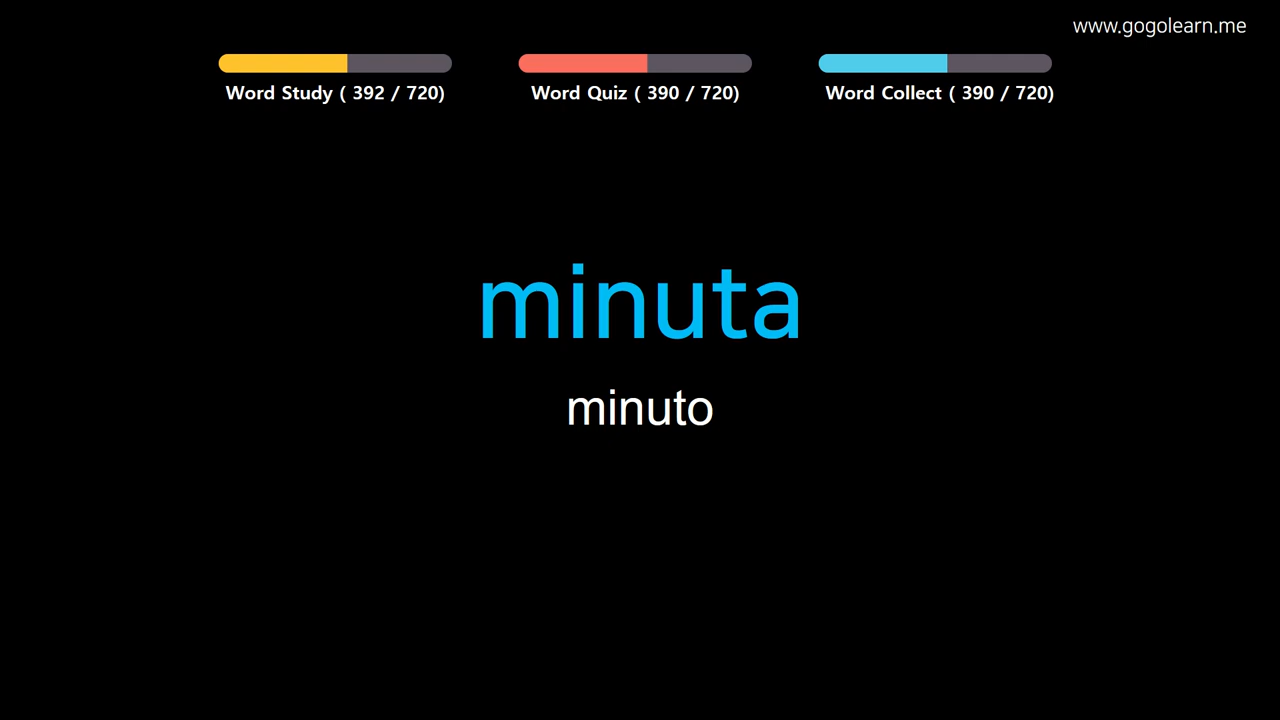 www.gogolearn.me
Word Study ( 392 / 720)
Word Quiz ( 390 / 720)
Word Collect ( 390 / 720)
minuta
minuto